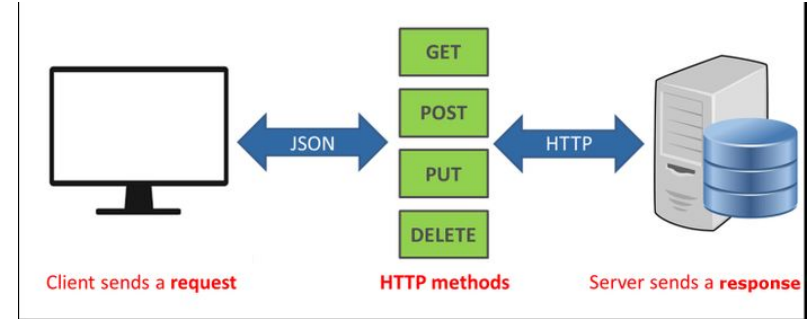 GET
POST
JSON
HTTP
PUT
DELETE
Client sends a request
HTTP methods
Server sends a response